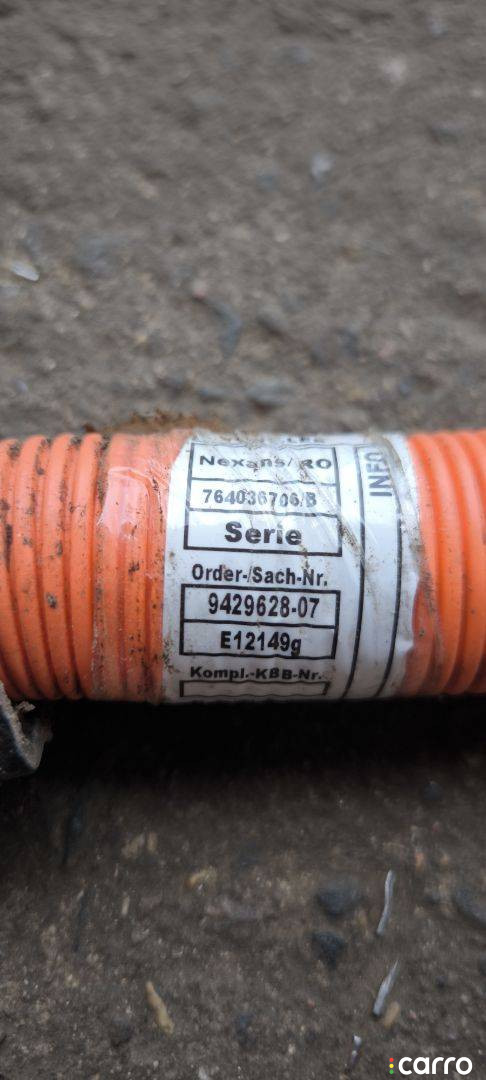 Nexans/RO
764036706/B
Serie
Order-/Sach-Nr.
9429628-07
E12149g
Kompl.-KBB-Nr.
INFO
carro